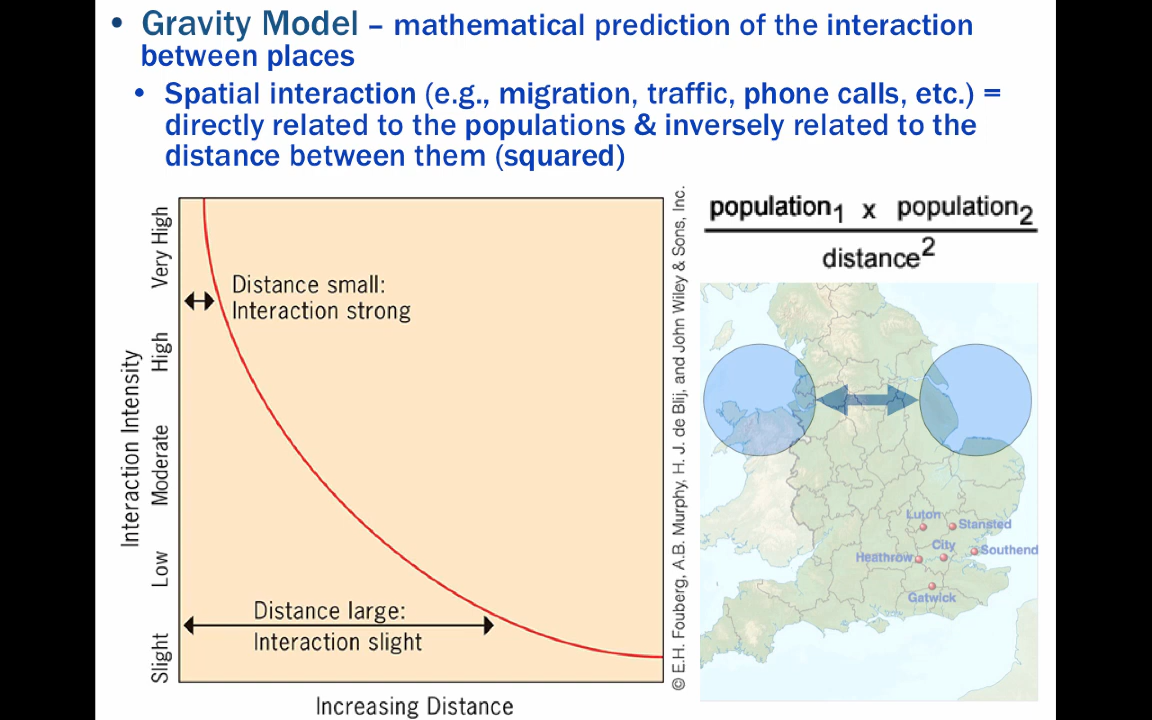 • Gravity Model – mathematical prediction of the interaction
between places
• Spatial interaction (e.g., migration, traffic, phone calls, etc.) =
directly related to the populations & inversely related to the
distance between them (squared)
Interaction Intensity
Very High
High
Moderate
Low
Slight
Distance small:
Interaction strong
Distance large:
Interaction slight
Increasing Distance
© E.H. Fouberg, A.B. Murphy, H. J. de Blij, and John Wiley & Sons, Inc.
population1 x population2
distance2
Luton
Stansted
City
Southend
Heathrow
Gatwick